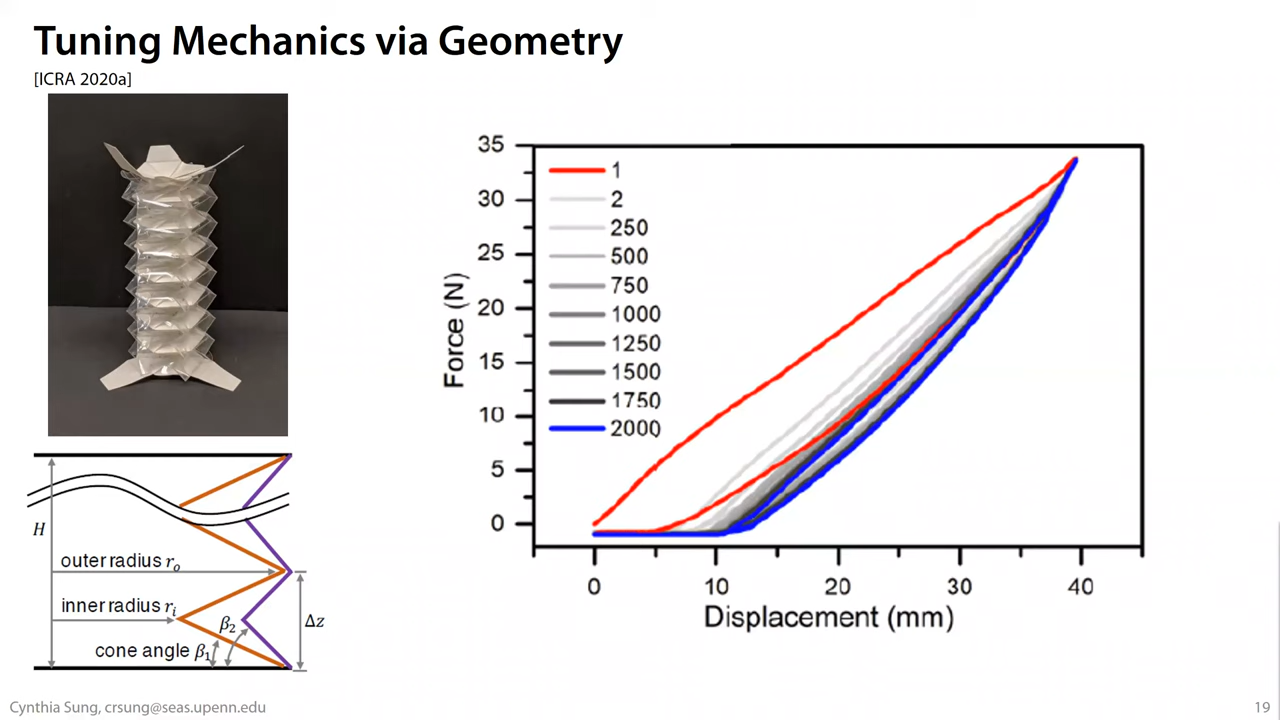 Tuning Mechanics via Geometry
[ICRA 2020a]
H
outer radius r_o
inner radius r_i
β_2
cone angle β_1
Δz
Force (N)
35
30
25
20
15
10
5
0
1
2
250
500
750
1000
1250
1500
1750
2000
0 10 20 30 40
Displacement (mm)
Cynthia Sung, crsung@seas.upenn.edu
19